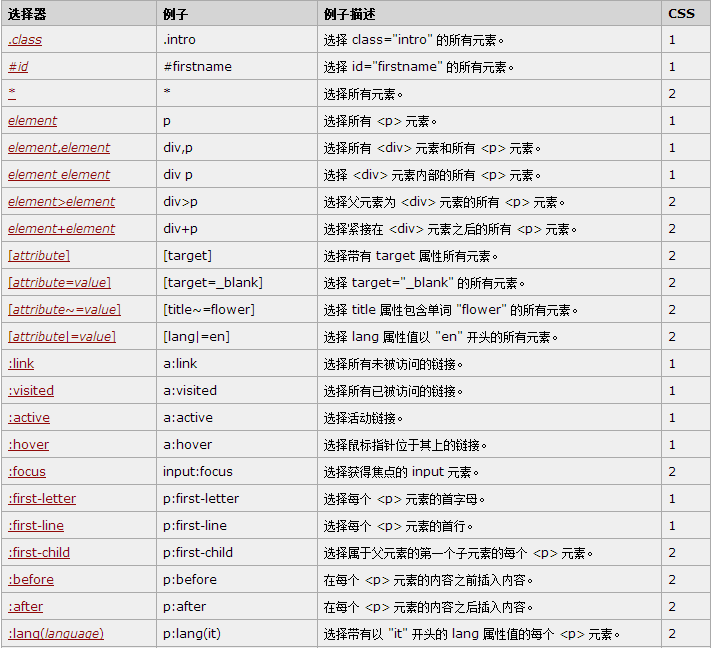 选择器 例子 例子描述 CSS
.class .intro 选择 class="intro" 的所有元素。 1
#id #firstname 选择 id="firstname" 的所有元素。 1
* * 选择所有元素。 2
element p 选择所有 <p> 元素。 1
element,element div,p 选择所有 <div> 元素和所有 <p> 元素。 1
element element div p 选择 <div> 元素内部的所有 <p> 元素。 1
element>element div>p 选择父元素为 <div> 元素的所有 <p> 元素。 2
element+element div+p 选择紧接在 <div> 元素之后的所有 <p> 元素。 2
[attribute] [target] 选择带有 target 属性所有元素。 2
[attribute=value] [target=_blank] 选择 target="_blank" 的所有元素。 2
[attribute~=value] [title~=flower] 选择 title 属性包含单词 "flower" 的所有元素。 2
[attribute|=value] [lang|=en] 选择 lang 属性值以 "en" 开头的所有元素。 2
:link a:link 选择所有未被访问的链接。 1
:visited a:visited 选择所有已被访问的链接。 1
:active a:active 选择活动链接。 1
:hover a:hover 选择鼠标指针位于其上的链接。 1
:focus input:focus 选择获得焦点的 input 元素。 2
:first-letter p:first-letter 选择每个 <p> 元素的首字母。 1
:first-line p:first-line 选择每个 <p> 元素的首行。 1
:first-child p:first-child 选择属于父元素的第一个子元素的每个 <p> 元素。 2
:before p:before 在每个 <p> 元素的内容之前插入内容。 2
:after p:after 在每个 <p> 元素的内容之后插入内容。 2
:lang(language) p:lang(it) 选择带有以 "it" 开头的 lang 属性值的每个 <p> 元素。 2